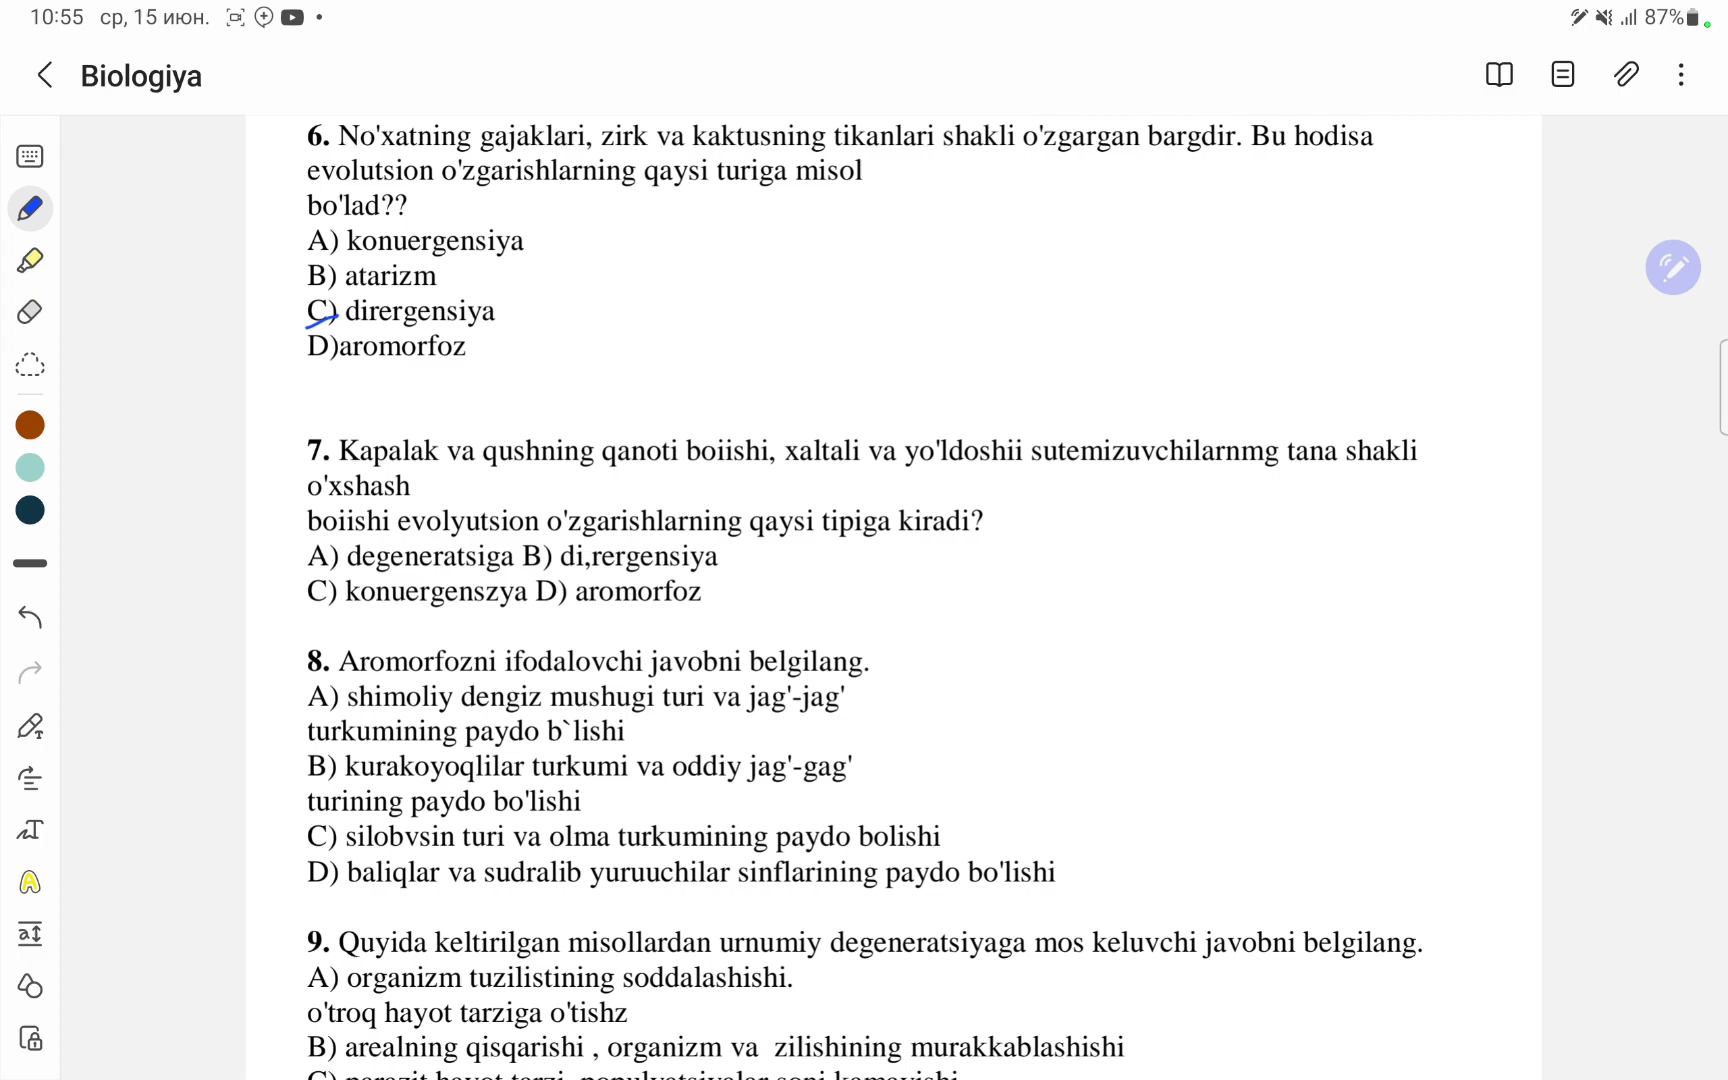 10:55 ср, 15 июн. 87%
Biologiya
6. No'xatning gajaklari, zirk va kaktusning tikanlari shakli o'zgargan bargdir. Bu hodisa
evolutsion o'zgarishlarning qaysi turiga misol
bo'lad??
A) konuergensiya
B) atarizm
C) dirergensiya
D)aromorfoz
7. Kapalak va qushning qanoti boiishi, xaltali va yo'ldoshii sutemizuvchilarnmg tana shakli
o'xshash
boiishi evolyutsion o'zgarishlarning qaysi tipiga kiradi?
A) degeneratsiga B) di,rergensiya
C) konuergenszya D) aromorfoz
8. Aromorfozni ifodalovchi javobni belgilang.
A) shimoliy dengiz mushugi turi va jag'-jag'
turkumining paydo b`lishi
B) kurakoyoqlilar turkumi va oddiy jag'-gag'
turining paydo bo'lishi
C) silobvsin turi va olma turkumining paydo bolishi
D) baliqlar va sudralib yuruuchilar sinflarining paydo bo'lishi
9. Quyida keltirilgan misollardan urnumiy degeneratsiyaga mos keluvchi javobni belgilang.
A) organizm tuzilistining soddalashishi.
o'troq hayot tarziga o'tishz
B) arealning qisqarishi , organizm va  zilishining murakkablashishi
C) parazit hayot tarzi, populyatsiyalar soni kamayishi